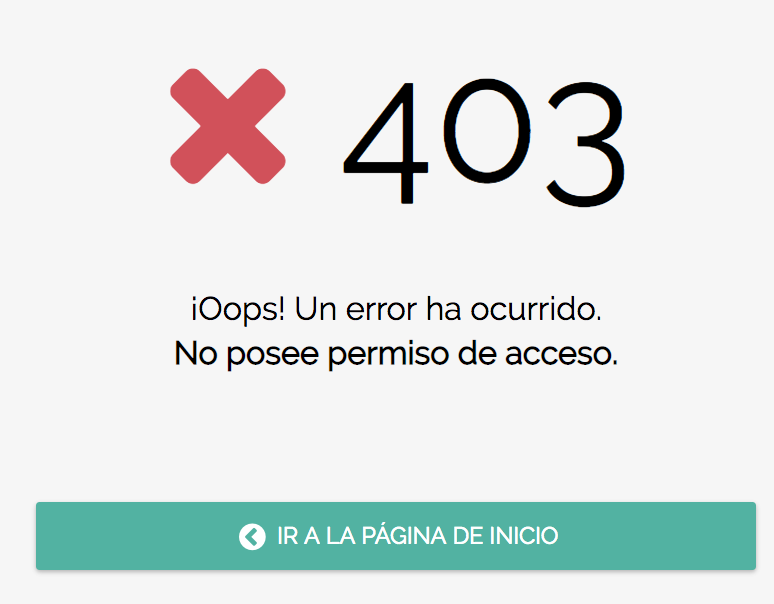 403
¡Oops! Un error ha ocurrido.
No posee permiso de acceso.
IR A LA PÁGINA DE INICIO